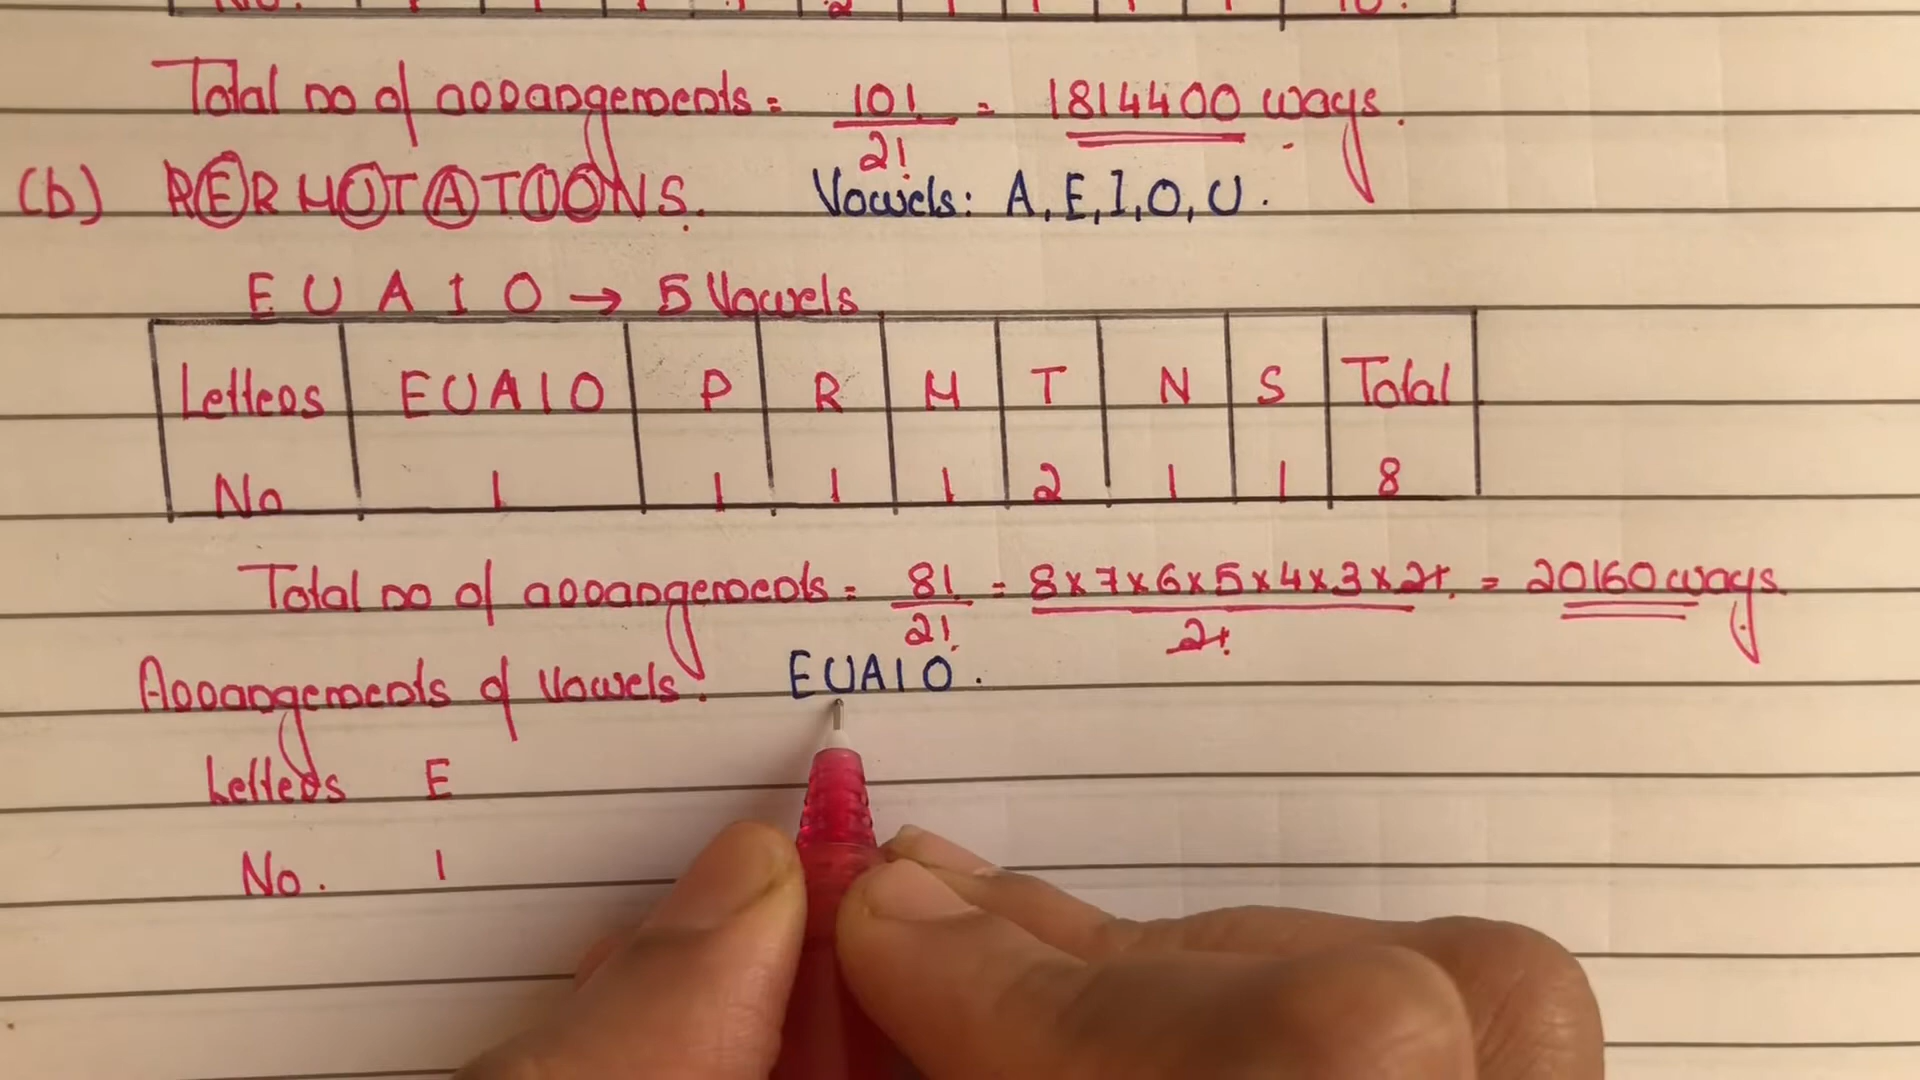 Total no of arrangements = 10! / 2! = 1814400 ways.
(b) PERMUTATIONS. Vowels: A, E, I, O, U.
E U A I O → 5 Vowels
Letters EUAIO P R M T N S Total
No 1 1 1 1 2 1 1 8
Total no of arrangements = 8! / 2! = 8x7x6x5x4x3x2! / 2! = 20160 ways.
Arrangements of vowels. EUAIO.
Letters E
No. 1